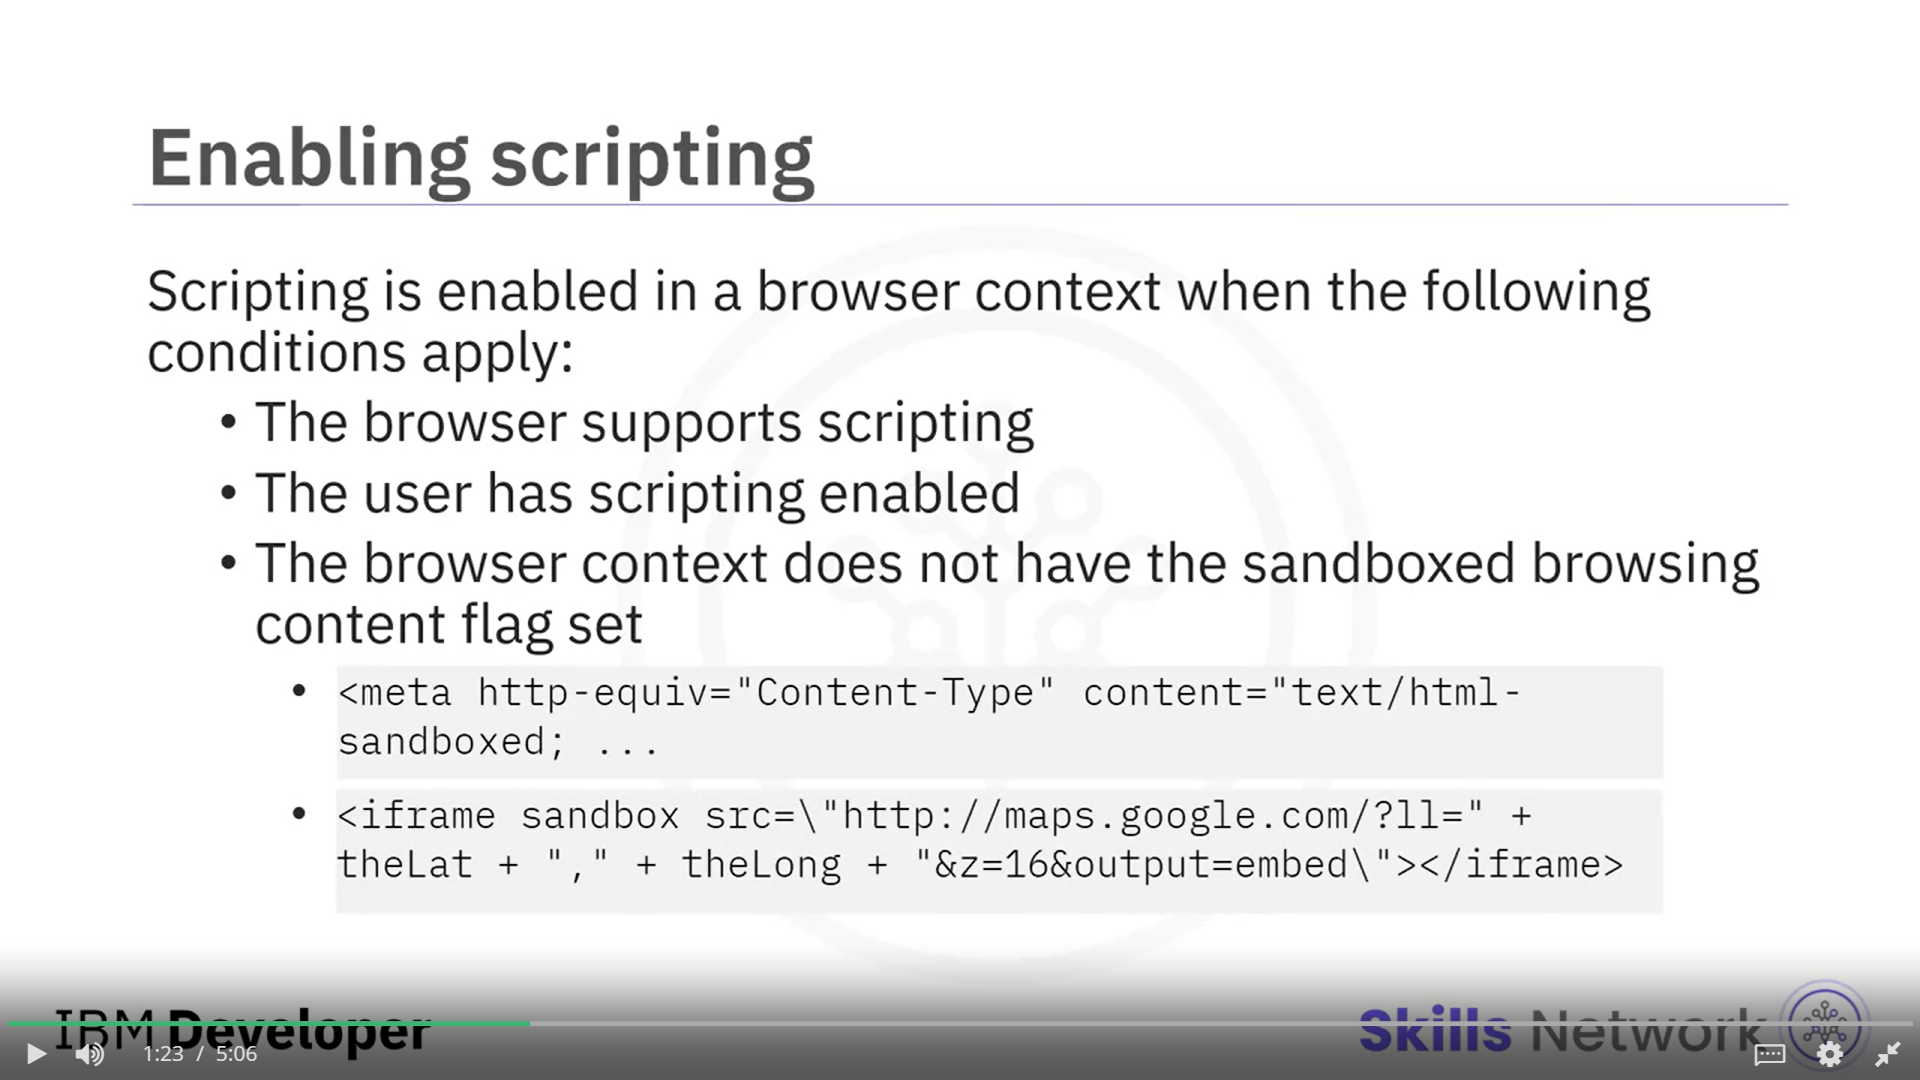 Enabling scripting
Scripting is enabled in a browser context when the following
conditions apply:
• The browser supports scripting
• The user has scripting enabled
• The browser context does not have the sandboxed browsing
content flag set
• <meta http-equiv="Content-Type" content="text/html-
sandboxed; ...
• <iframe sandbox src=\"http://maps.google.com/?ll=" +
theLat + "," + theLong + "&z=16&output=embed\"></iframe>
IBM Developer
Skills Network
1:23 / 5:06